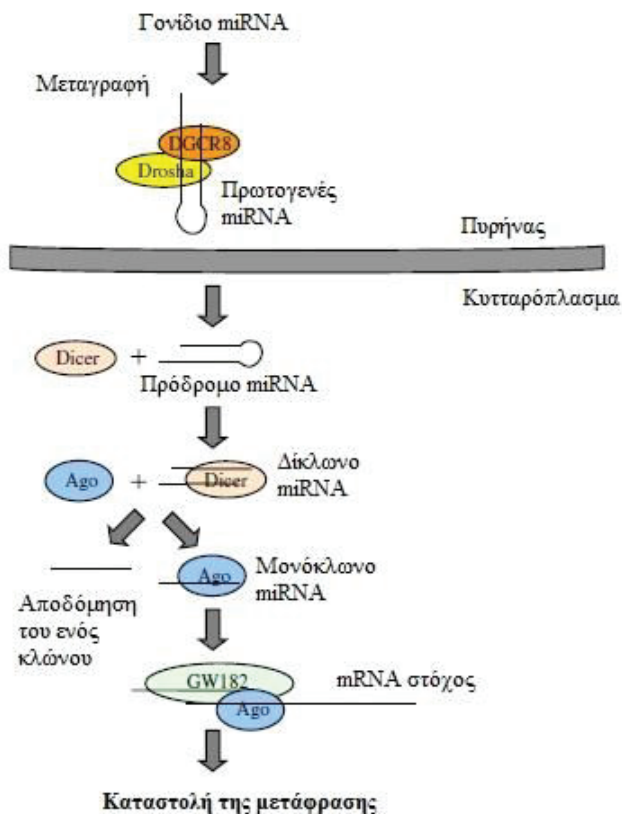 Γονίδιο miRNA
Μεταγραφή
DGCR8
Drosha
Πρωτογενές
miRNA
Πυρήνας
Κυτταρόπλασμα
Dicer +
Πρόδρομο miRNA
Ago + Dicer
Δίκλωνο
miRNA
Ago
Μονόκλωνο
miRNA
Αποδόμηση
του ενός
κλώνου
GW182
mRNA στόχος
Ago
Καταστολή της μετάφρασης